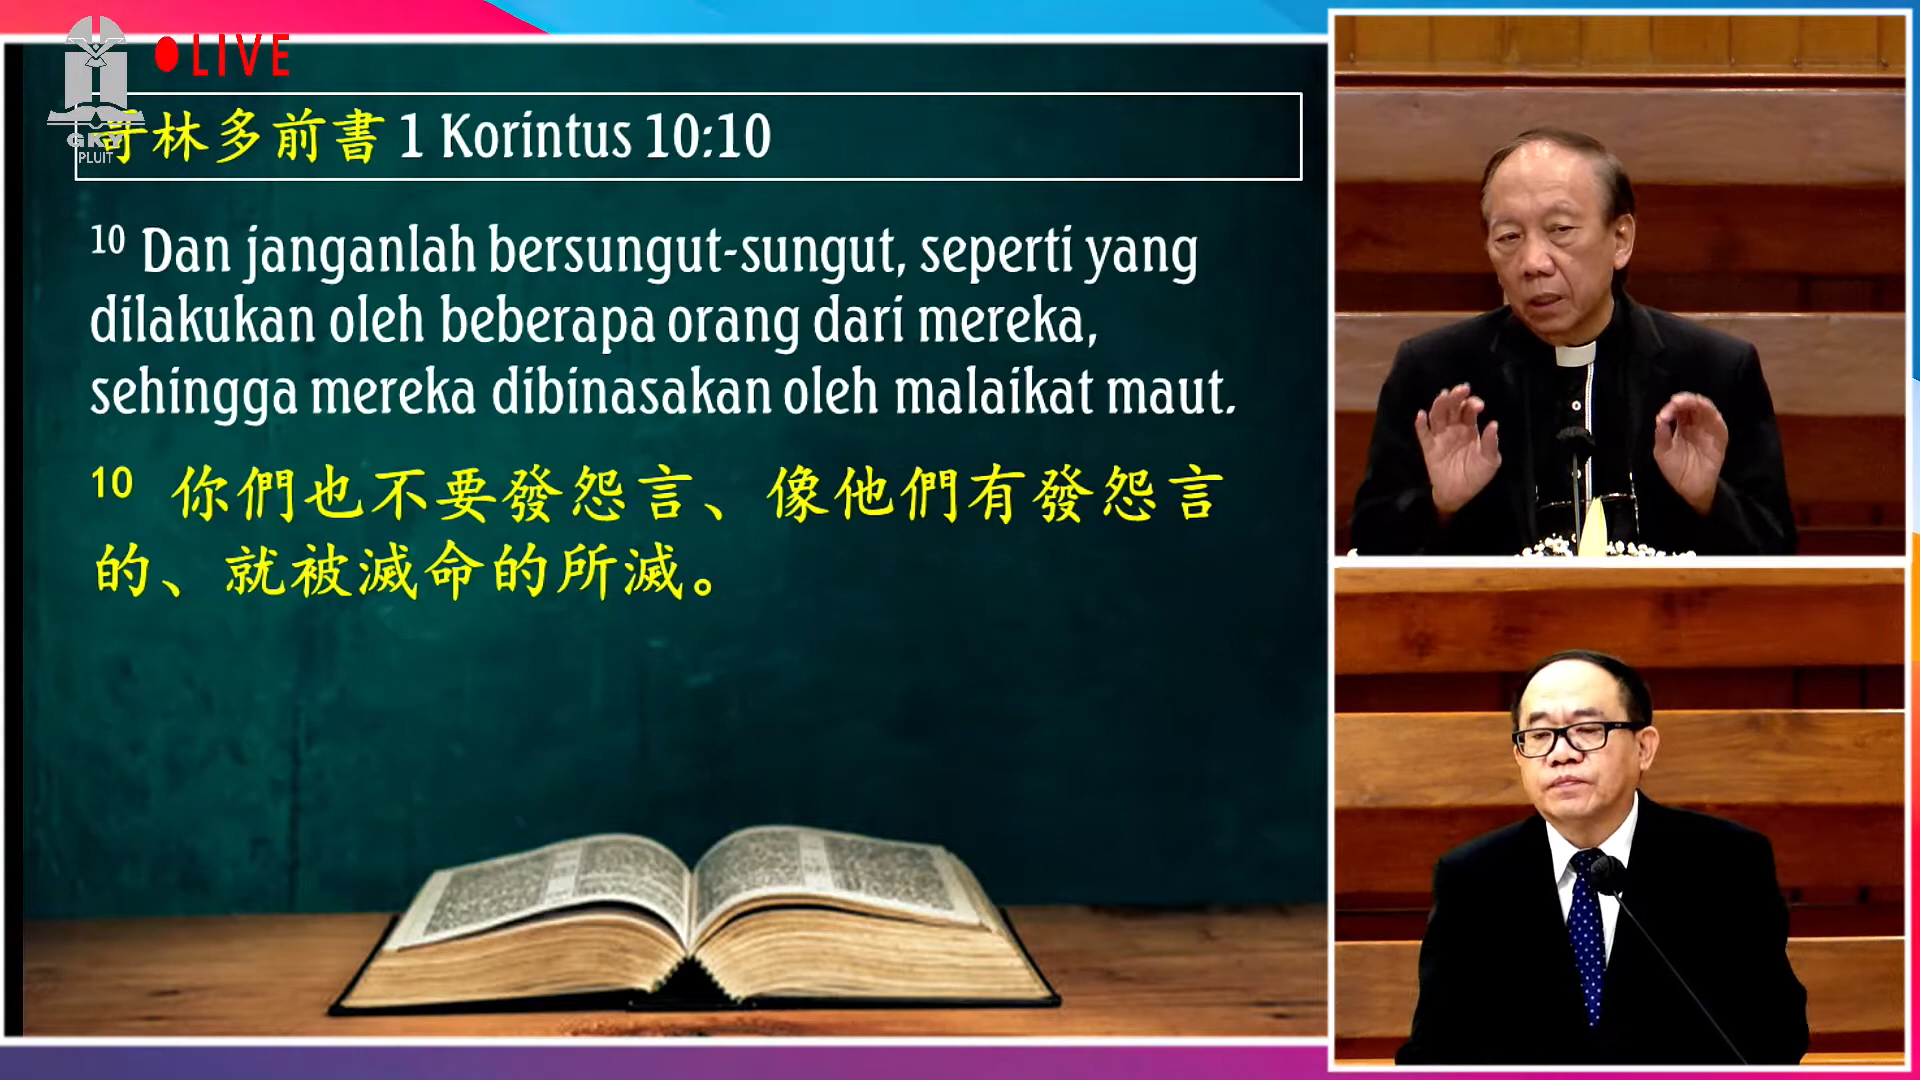 LIVE
GKY
PLUIT
哥林多前書 1 Korintus 10:10
10 Dan janganlah bersungut-sungut, seperti yang
dilakukan oleh beberapa orang dari mereka,
sehingga mereka dibinasakan oleh malaikat maut.
10 你們也不要發怨言、像他們有發怨言
的、就被滅命的所滅。